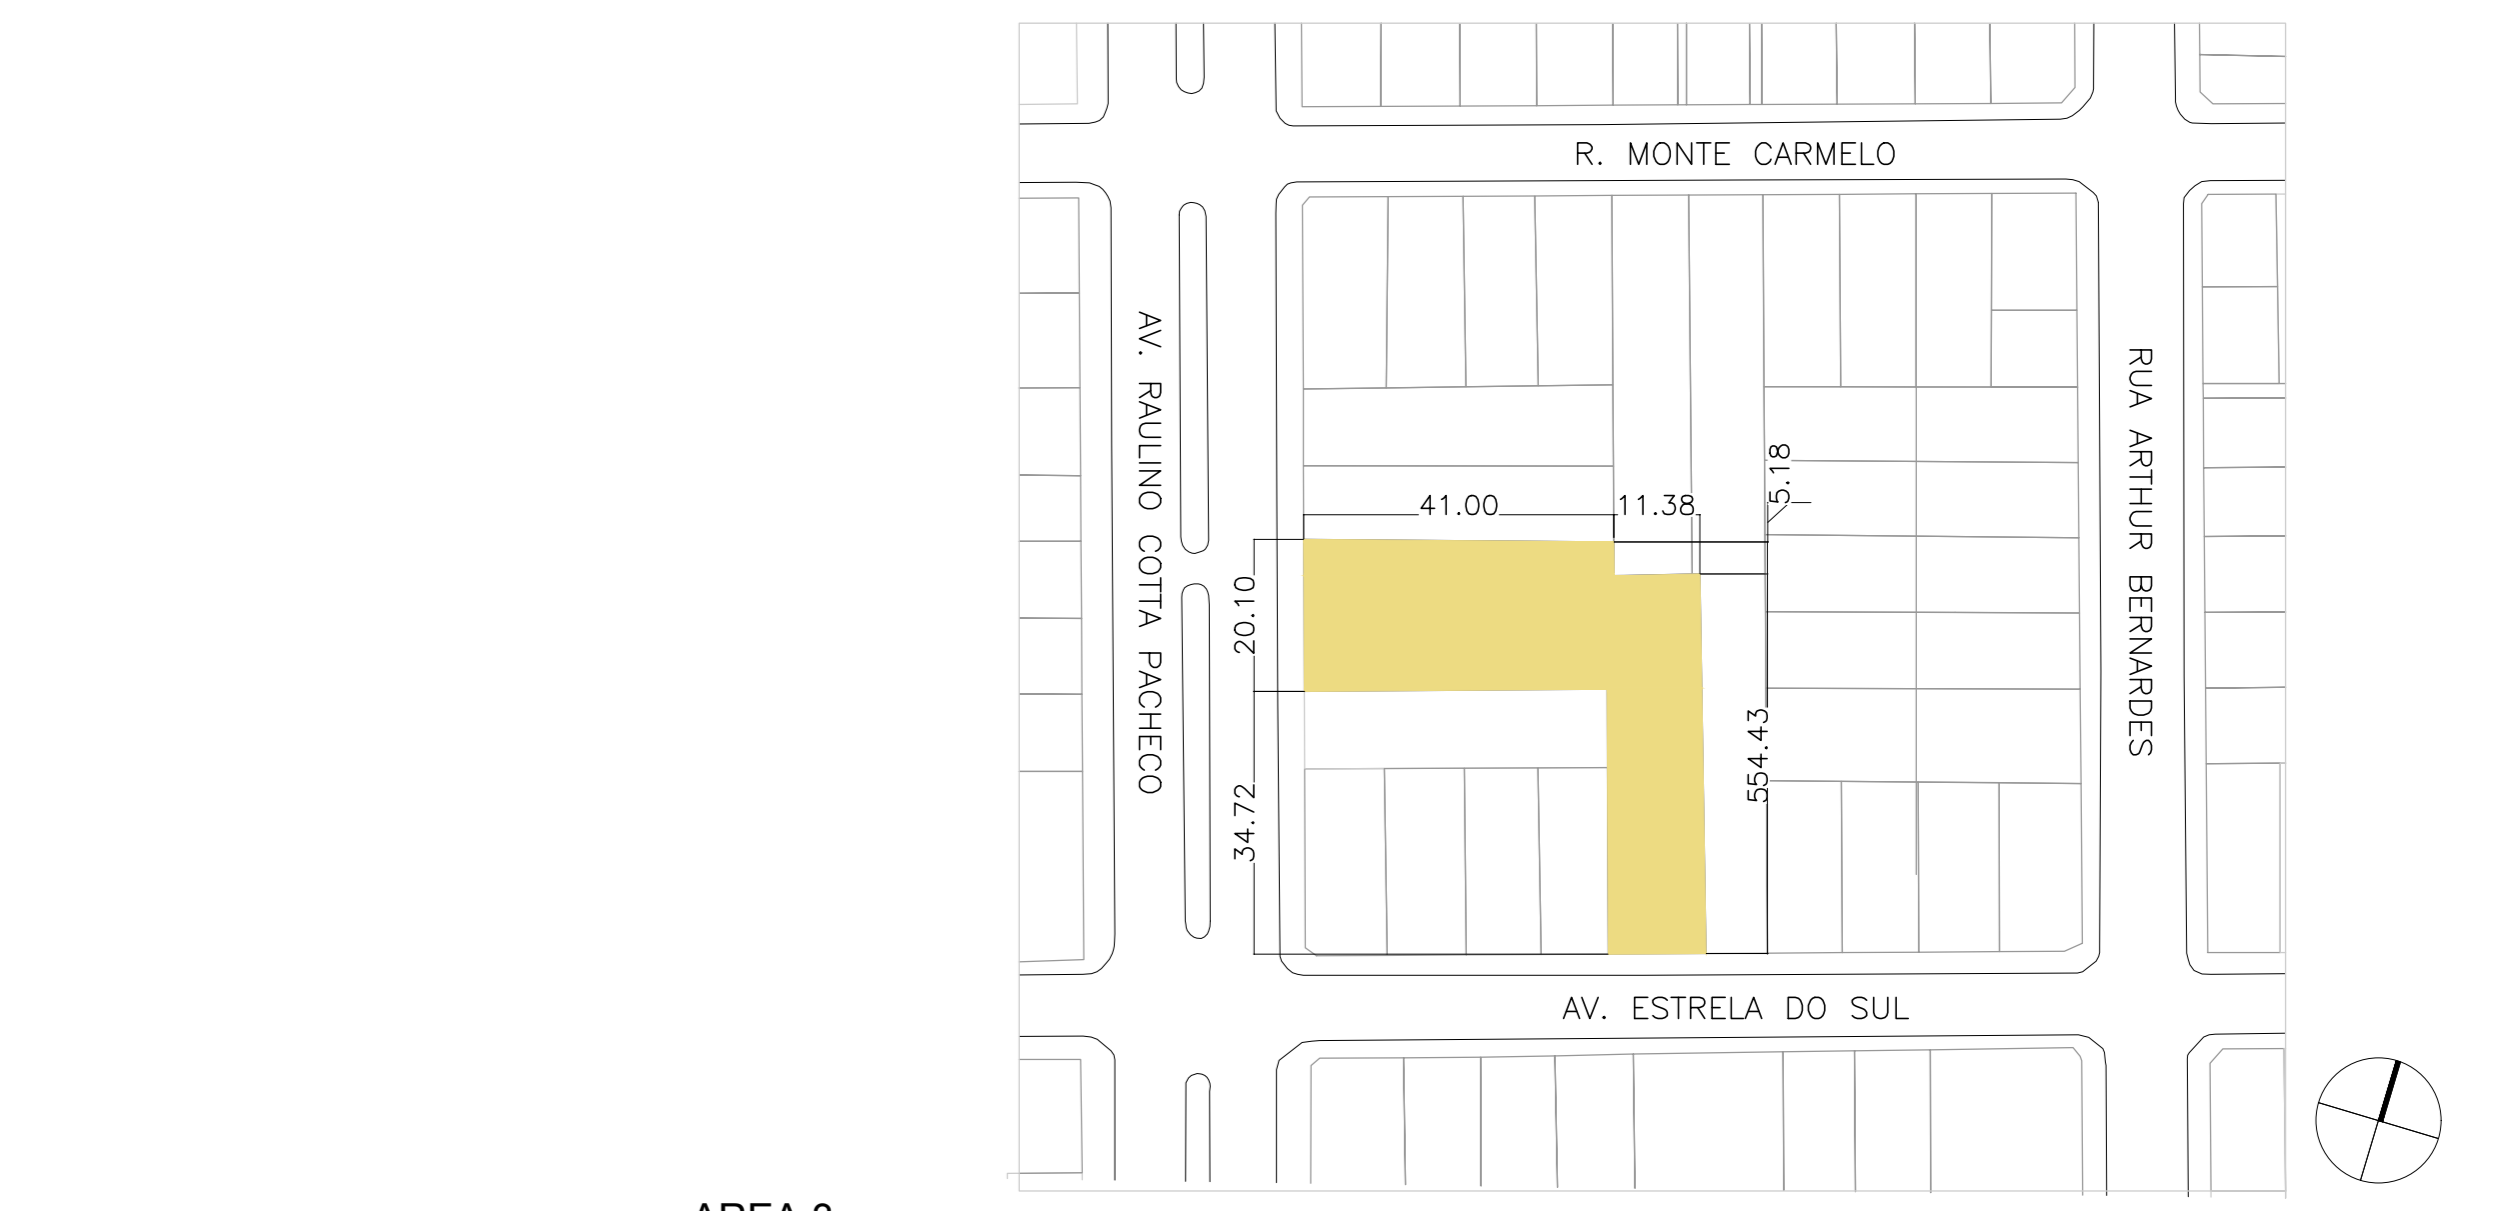 R. MONTE CARMELO
AV. RAULINO COTTA PACHECO
RUA ARTHUR BERNARDES
5.18
41.00
11.38
20.10
554.43
34.72
AV. ESTRELA DO SUL